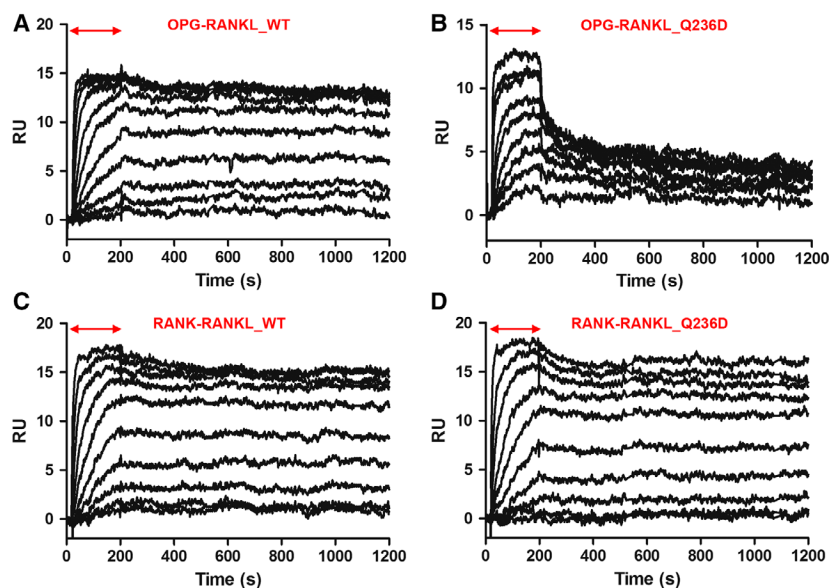 A
OPG-RANKL_WT
20
15
10
5
0
RU
0 200 400 600 800 1000 1200
Time (s)
B
OPG-RANKL_Q236D
15
10
5
0
RU
0 200 400 600 800 1000 1200
Time (s)
C
RANK-RANKL_WT
20
15
10
5
0
RU
0 200 400 600 800 1000 1200
Time (s)
D
RANK-RANKL_Q236D
20
15
10
5
0
RU
0 200 400 600 800 1000 1200
Time (s)